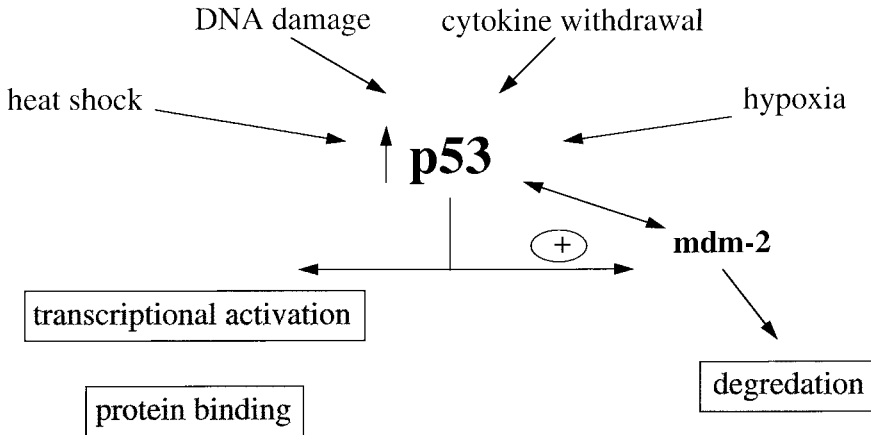 DNA damage
cytokine withdrawal
heat shock
hypoxia
p53
mdm-2
+
transcriptional activation
degredation
protein binding